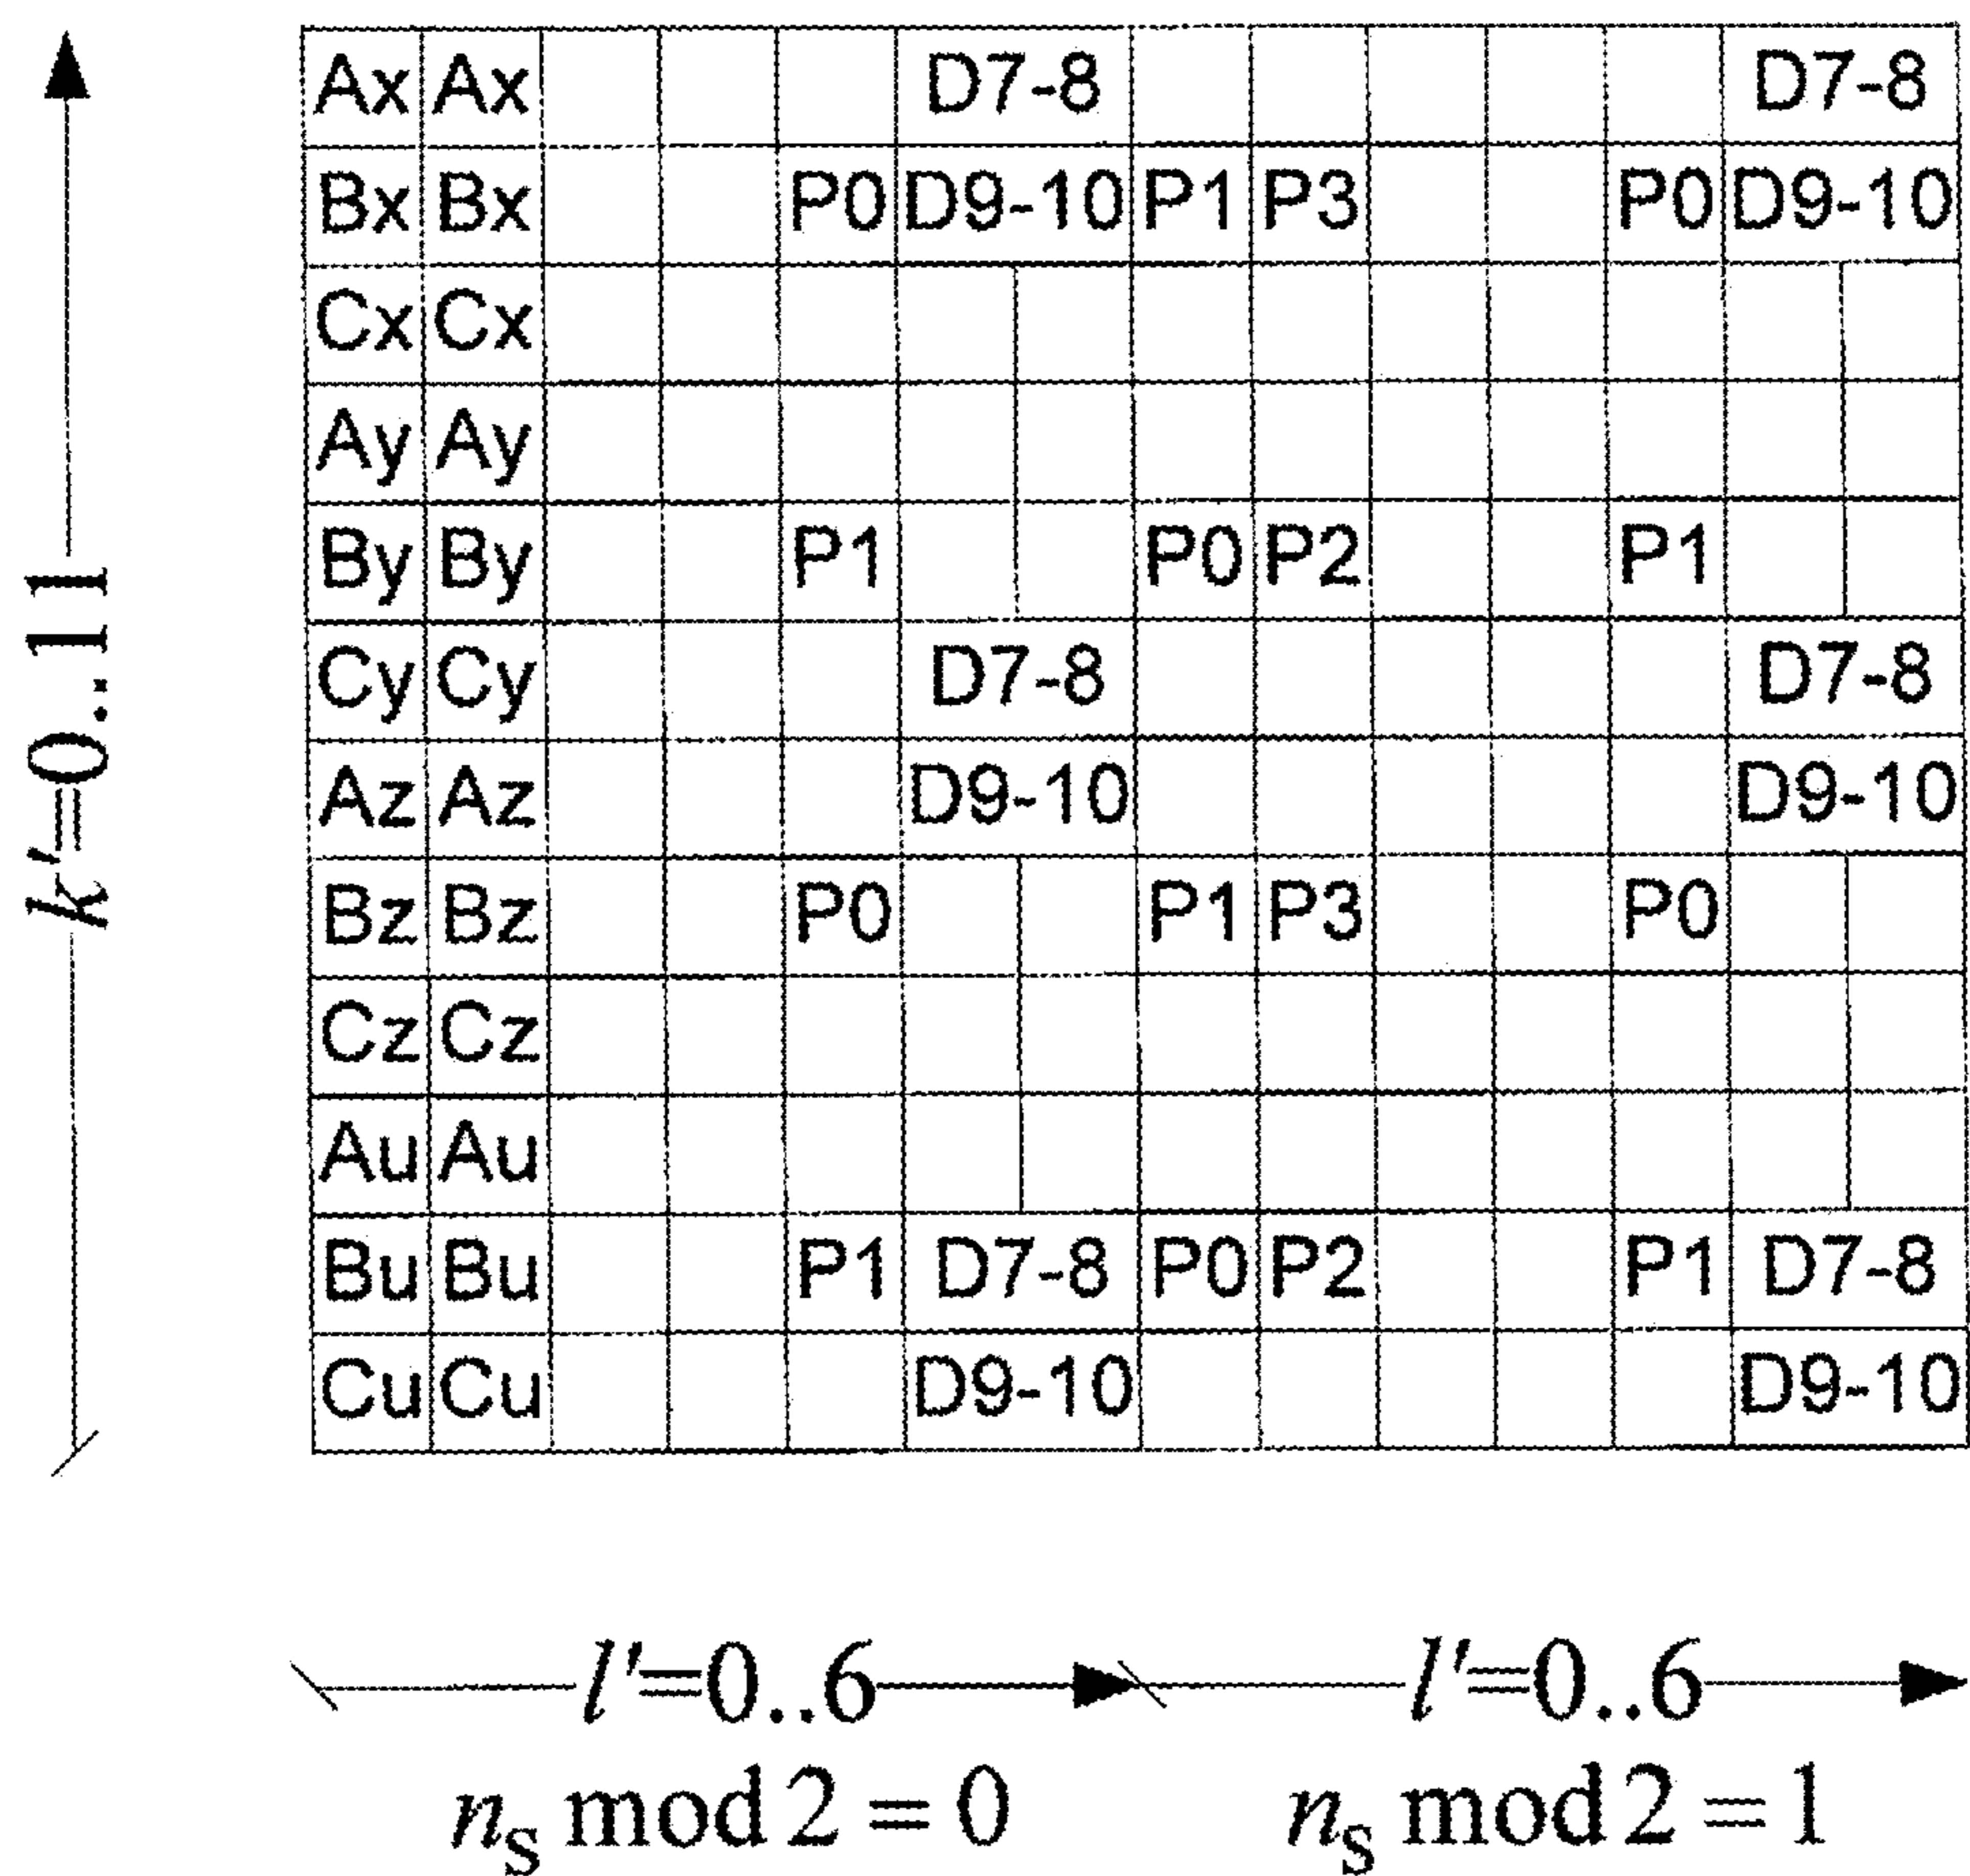 Ax Ax D7-8 D7-8
Bx Bx P0 D9-10 P1 P3 P0 D9-10
Cx Cx
Ay Ay
By By P1 P0 P2 P1
Cy Cy D7-8 D7-8
Az Az D9-10 D9-10
Bz Bz P0 P1 P3 P0
Cz Cz
Au Au
Bu Bu P1 D7-8 P0 P2 P1 D7-8
Cu Cu D9-10 D9-10
k'=0..11
l'=0..6 l'=0..6
nₛ mod 2 = 0 nₛ mod 2 = 1